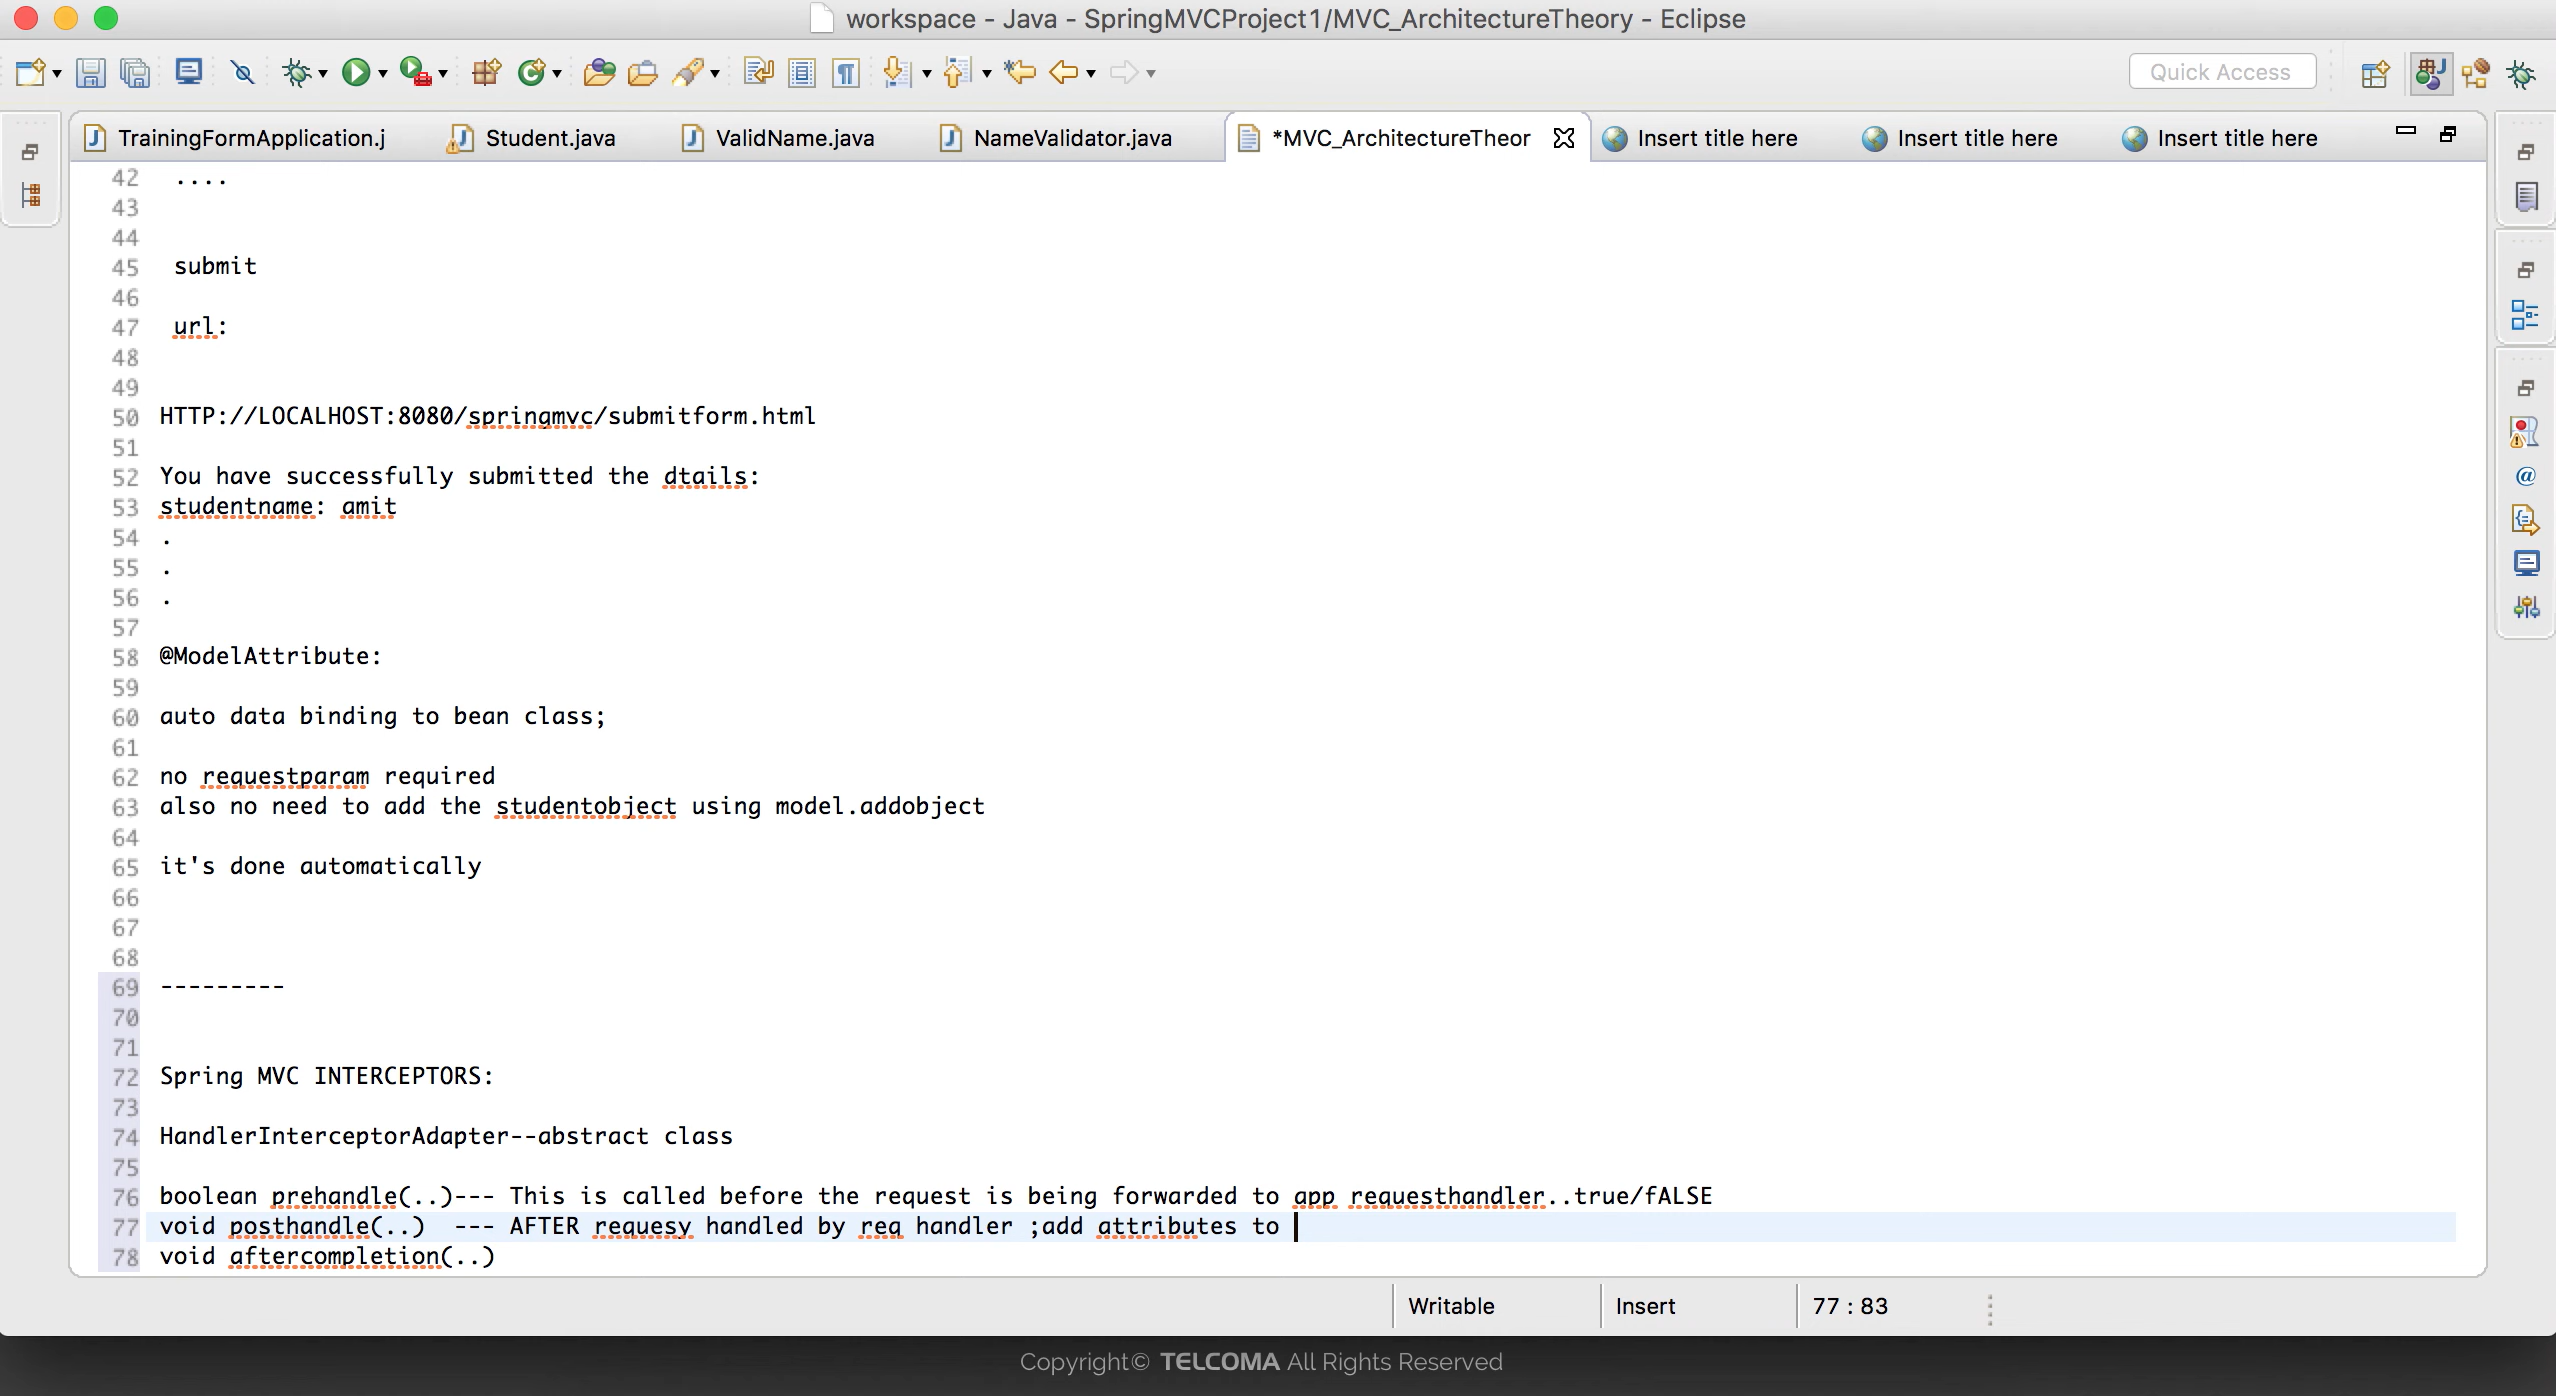 workspace - Java - SpringMVCProject1/MVC_ArchitectureTheory - Eclipse
Quick Access
TrainingFormApplication.j
Student.java
ValidName.java
NameValidator.java
*MVC_ArchitectureTheor
Insert title here
Insert title here
Insert title here
42 ....
43
44
45 submit
46
47 url:
48
49
50 HTTP://LOCALHOST:8080/springmvc/submitform.html
51
52 You have successfully submitted the dtails:
53 studentname: amit
54 .
55 .
56 .
57
58 @ModelAttribute:
59
60 auto data binding to bean class;
61
62 no requestparam required
63 also no need to add the studentobject using model.addobject
64
65 it's done automatically
66
67
68
69 ---------
70
71
72 Spring MVC INTERCEPTORS:
73
74 HandlerInterceptorAdapter--abstract class
75
76 boolean prehandle(..)--- This is called before the request is being forwarded to app requesthandler..true/fALSE
77 void posthandle(..)  --- AFTER requesy handled by req handler ;add attributes to
78 void aftercompletion(..)
Writable
Insert
77 : 83
Copyright© TELCOMA All Rights Reserved